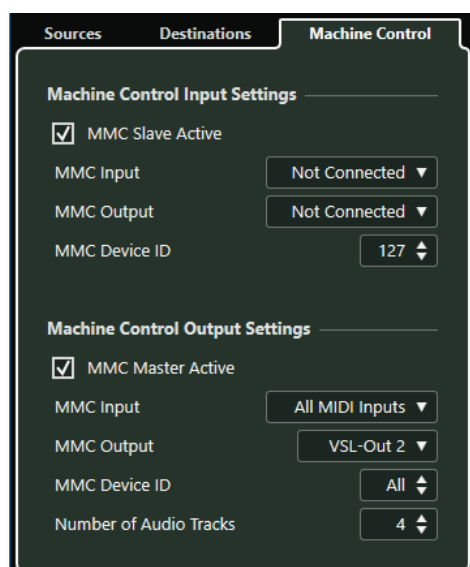 Sources Destinations Machine Control
Machine Control Input Settings
MMC Slave Active
MMC Input Not Connected
MMC Output Not Connected
MMC Device ID 127
Machine Control Output Settings
MMC Master Active
MMC Input All MIDI Inputs
MMC Output VSL-Out 2
MMC Device ID All
Number of Audio Tracks 4